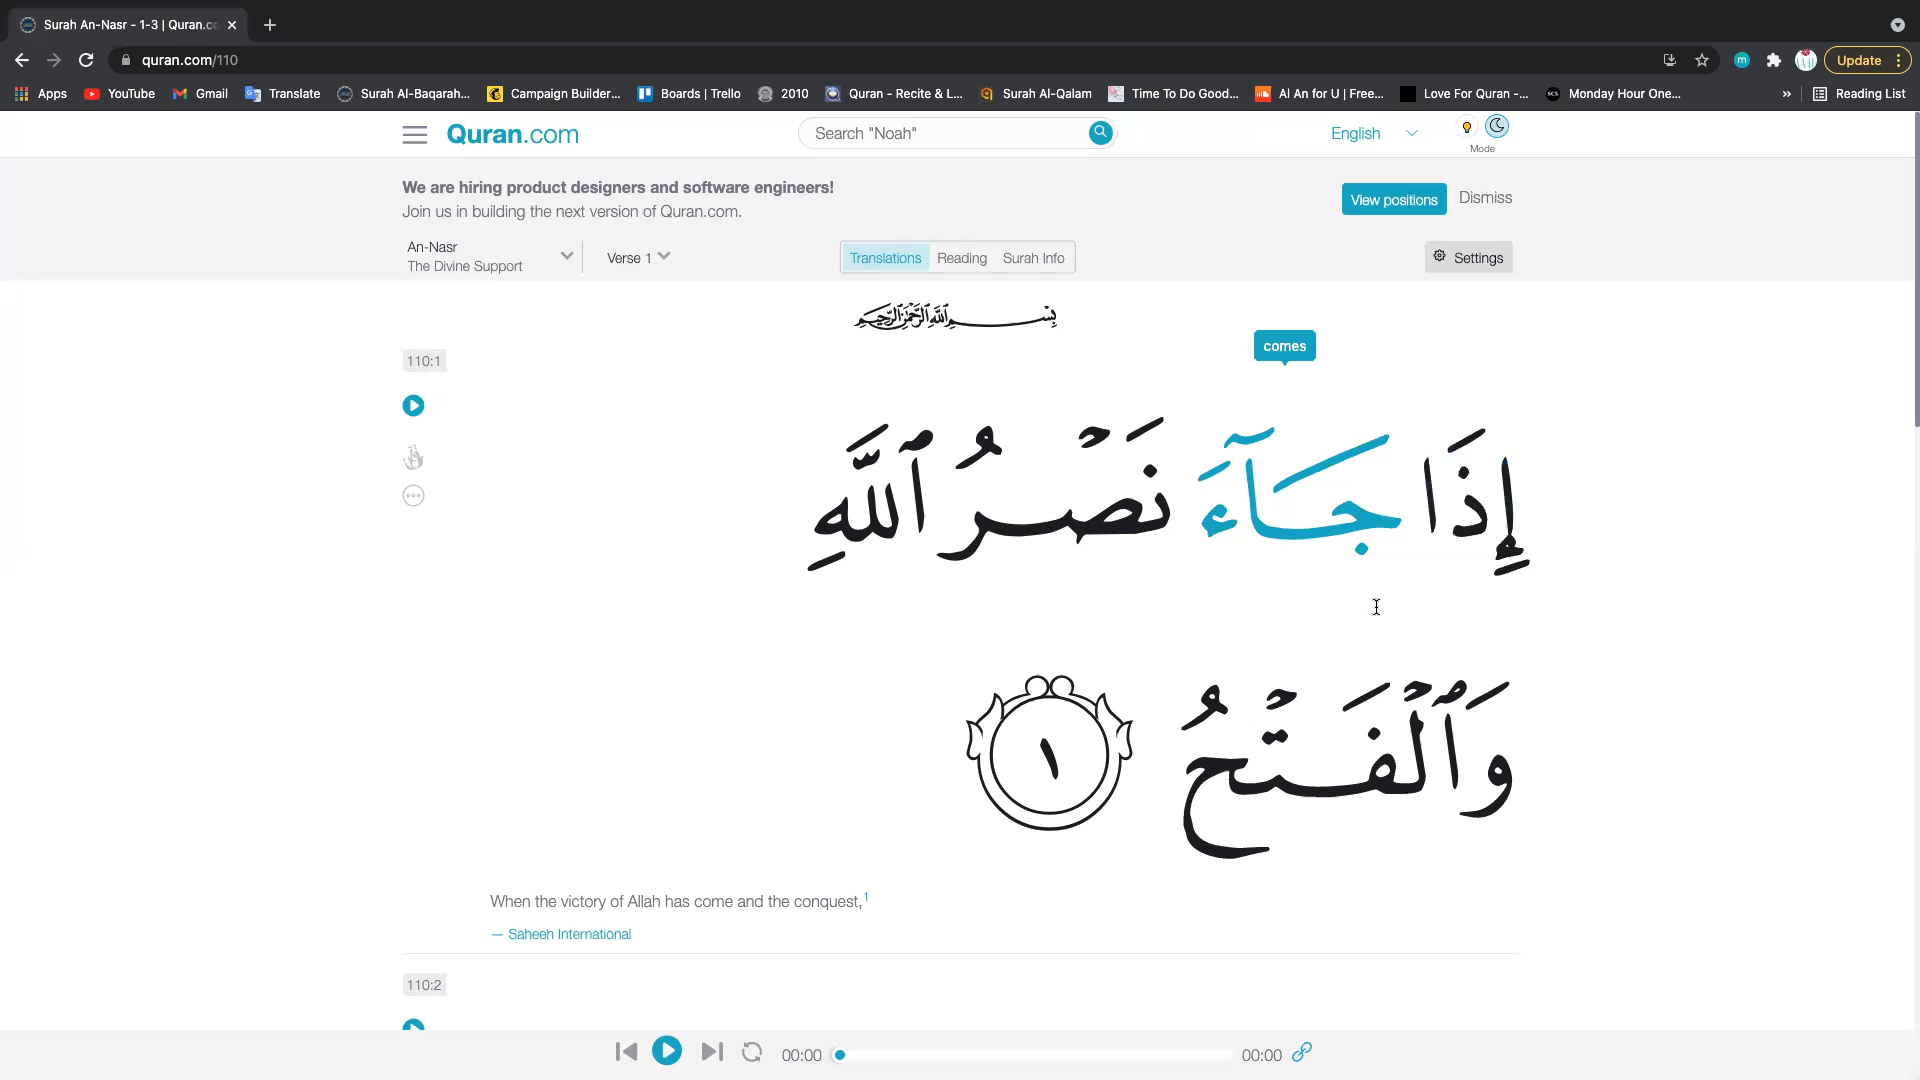 Surah An-Nasr - 1-3 | Quran.co
quran.com/110
Update
Apps YouTube Gmail Translate Surah Al-Baqarah... Campaign Builder... Boards | Trello 2010 Quran - Recite & L... Surah Al-Qalam Time To Do Good... Al An for U | Free... Love For Quran -... Monday Hour One... » Reading List
Quran.com
Search "Noah"
English
Mode
We are hiring product designers and software engineers!
Join us in building the next version of Quran.com.
View positions
Dismiss
An-Nasr
The Divine Support
Verse 1
Translations Reading Surah Info
Settings
بِسْمِ ٱللَّهِ ٱلرَّحْمَٰنِ ٱلرَّحِيمِ
comes
110:1
إِذَا جَآءَ نَصْرُ ٱللَّهِ
وَٱلْفَتْحُ ١
When the victory of Allah has come and the conquest,1
— Saheeh International
110:2
00:00
00:00